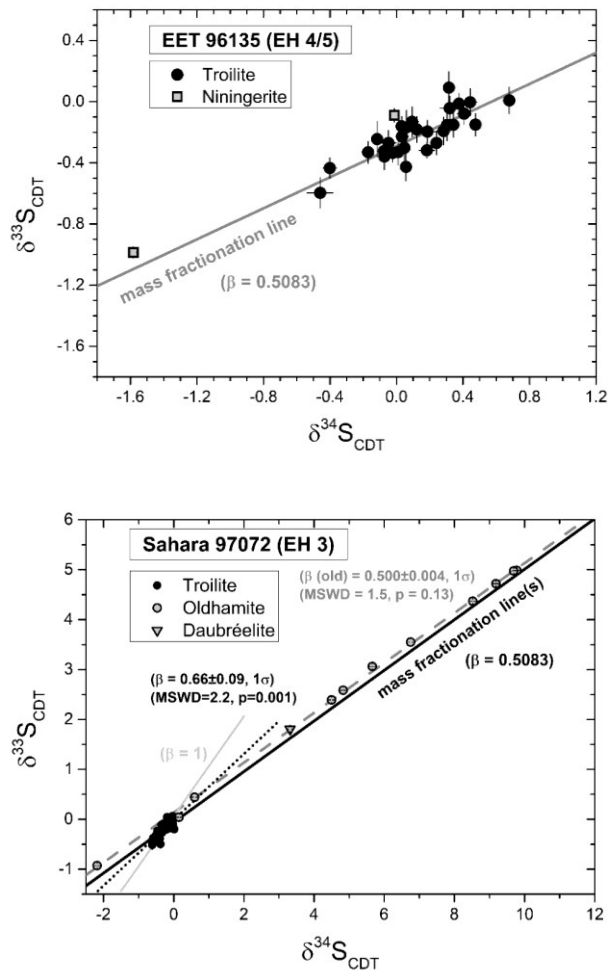 EET 96135 (EH 4/5)
Troilite
Niningerite
0.4
0.0
-0.4
-0.8
-1.2
-1.6
δ³³S_CDT
mass fractionation line
(β = 0.5083)
-1.6
-1.2
-0.8
-0.4
0.0
0.4
0.8
1.2
δ³⁴S_CDT
Sahara 97072 (EH 3)
Troilite
Oldhamite
Daubréelite
(β (old) = 0.500±0.004, 1σ)
(MSWD = 1.5, p = 0.13)
mass fractionation line(s)
(β = 0.5083)
(β = 0.66±0.09, 1σ)
(MSWD=2.2, p=0.001)
(β = 1)
6
5
4
3
2
1
0
-1
δ³³S_CDT
-2
0
2
4
6
8
10
12
δ³⁴S_CDT